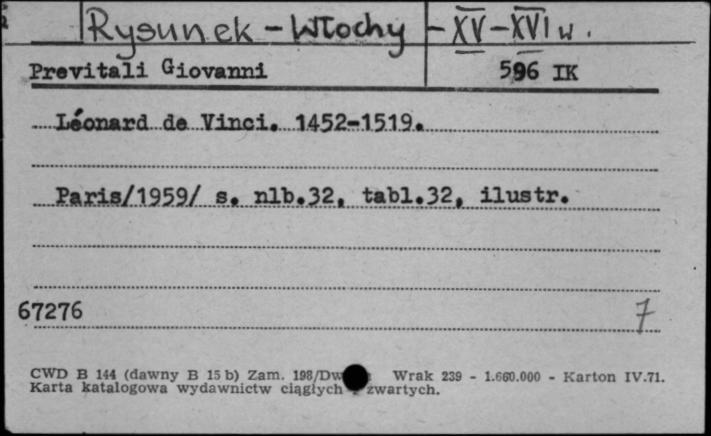 Rysunek - Włochy - XV - XVI w.
Previtali Giovanni 596 IK
Léonard de Vinci. 1452-1519.
Paris/1959/ s. nlb.32, tabl.32, ilustr.
67276 7
CWD B 144 (dawny B 15 b) Zam. 198/Dw Wrak 239 - 1.660.000 - Karton IV.71.
Karta katalogowa wydawnictw ciągłych zwartych.